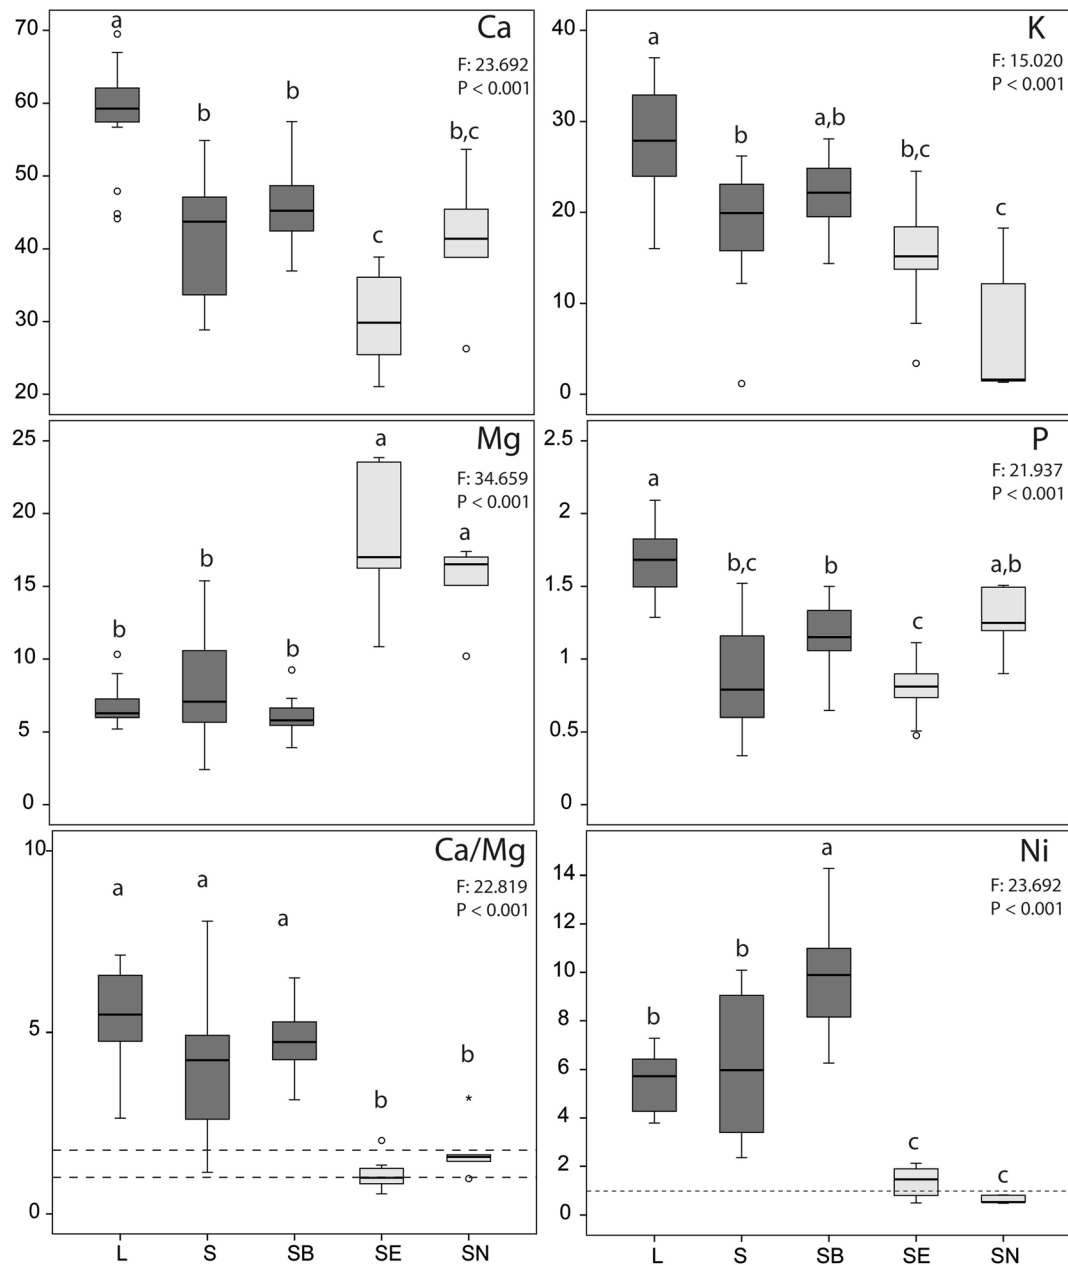 Ca
F: 23.692
P < 0.001
70
60
50
40
30
20
a
b
b
c
b,c
K
F: 15.020
P < 0.001
40
30
20
10
0
a
b
a,b
b,c
c
Mg
F: 34.659
P < 0.001
25
20
15
10
5
0
b
b
b
a
a
P
F: 21.937
P < 0.001
2.5
2
1.5
1
0.5
0
a
b,c
b
c
a,b
Ca/Mg
F: 22.819
P < 0.001
10
5
0
a
a
a
b
b
*
L S SB SE SN
Ni
F: 23.692
P < 0.001
14
12
10
8
6
4
2
0
b
b
a
c
c
L S SB SE SN